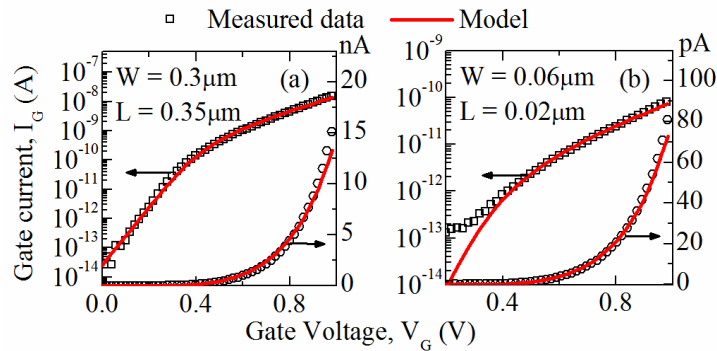 Measured data
Model
nA
pA
10⁻⁷
10⁻⁸
10⁻⁹
10⁻¹⁰
10⁻¹¹
10⁻¹²
10⁻¹³
10⁻¹⁴
W = 0.3μm
(a)
L = 0.35μm
20
15
10
5
0
0.0 0.4 0.8
10⁻⁹
10⁻¹⁰
10⁻¹¹
10⁻¹²
10⁻¹³
10⁻¹⁴
W = 0.06μm
(b)
L = 0.02μm
100
80
60
40
20
0
0.4 0.8
Gate current, I_G (A)
Gate Voltage, V_G (V)